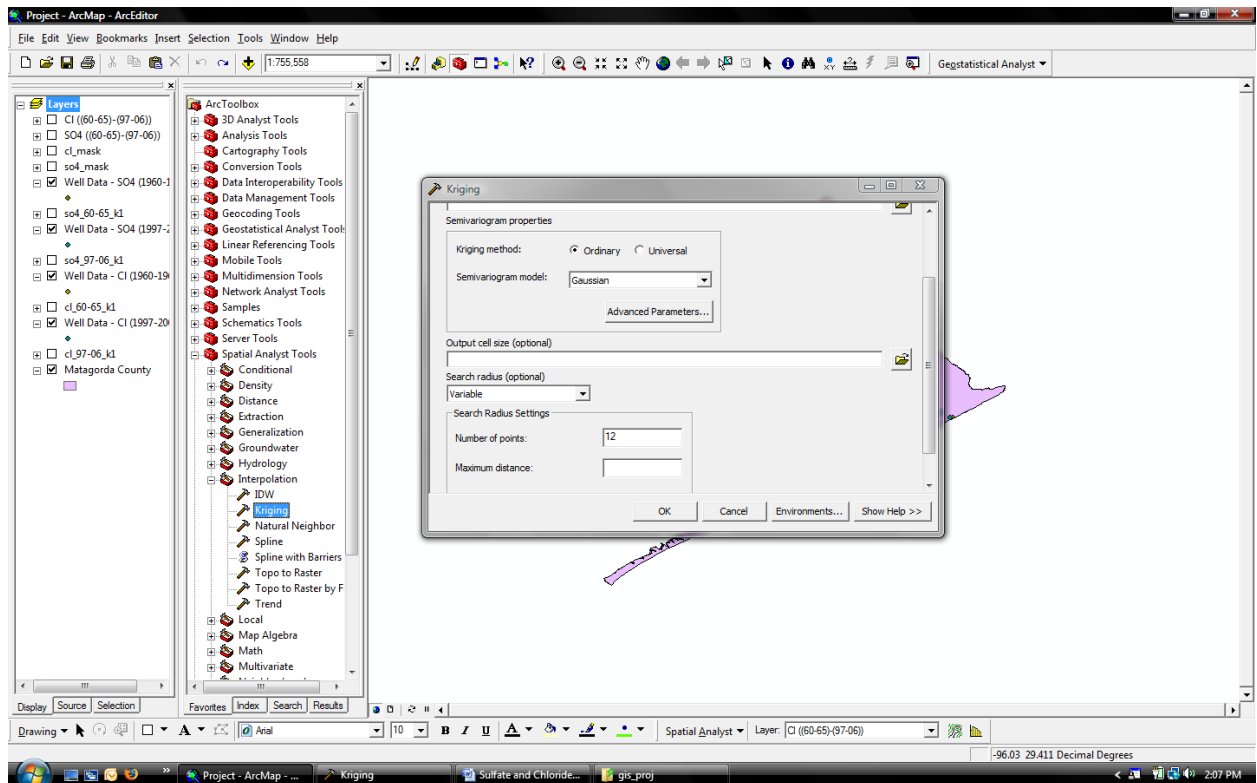 Project - ArcMap - ArcEditor
File Edit View Bookmarks Insert Selection Tools Window Help
1:755,558
Geostatistical Analyst
Layers
Cl ((60-65)-(97-06))
SO4 ((60-65)-(97-06))
cl_mask
so4_mask
Well Data - SO4 (1960-1
so4_60-65_k1
Well Data - SO4 (1997-2
so4_97-06_k1
Well Data - Cl (1960-19
cl_60-65_k1
Well Data - Cl (1997-20
cl_97-06_k1
Matagorda County
Display Source Selection
ArcToolbox
3D Analyst Tools
Analysis Tools
Cartography Tools
Conversion Tools
Data Interoperability Tools
Data Management Tools
Geocoding Tools
Geostatistical Analyst Tool
Linear Referencing Tools
Mobile Tools
Multidimension Tools
Network Analyst Tools
Samples
Schematics Tools
Server Tools
Spatial Analyst Tools
Conditional
Density
Distance
Extraction
Generalization
Groundwater
Hydrology
Interpolation
IDW
Kriging
Natural Neighbor
Spline
Spline with Barriers
Topo to Raster
Topo to Raster by F
Trend
Local
Map Algebra
Math
Multivariate
Favorites Index Search Results
Kriging
Semivariogram properties
Kriging method: Ordinary Universal
Semivariogram model: Gaussian
Advanced Parameters...
Output cell size (optional)
Search radius (optional)
Variable
Search Radius Settings
Number of points: 12
Maximum distance:
OK Cancel Environments... Show Help >>
Drawing A Arial 10 B I U A Spatial Analyst Layer: Cl ((60-65)-(97-06))
-96.03 29.411 Decimal Degrees
Project - ArcMap - ... Kriging Sulfate and Chloride... gis_proj 2:07 PM